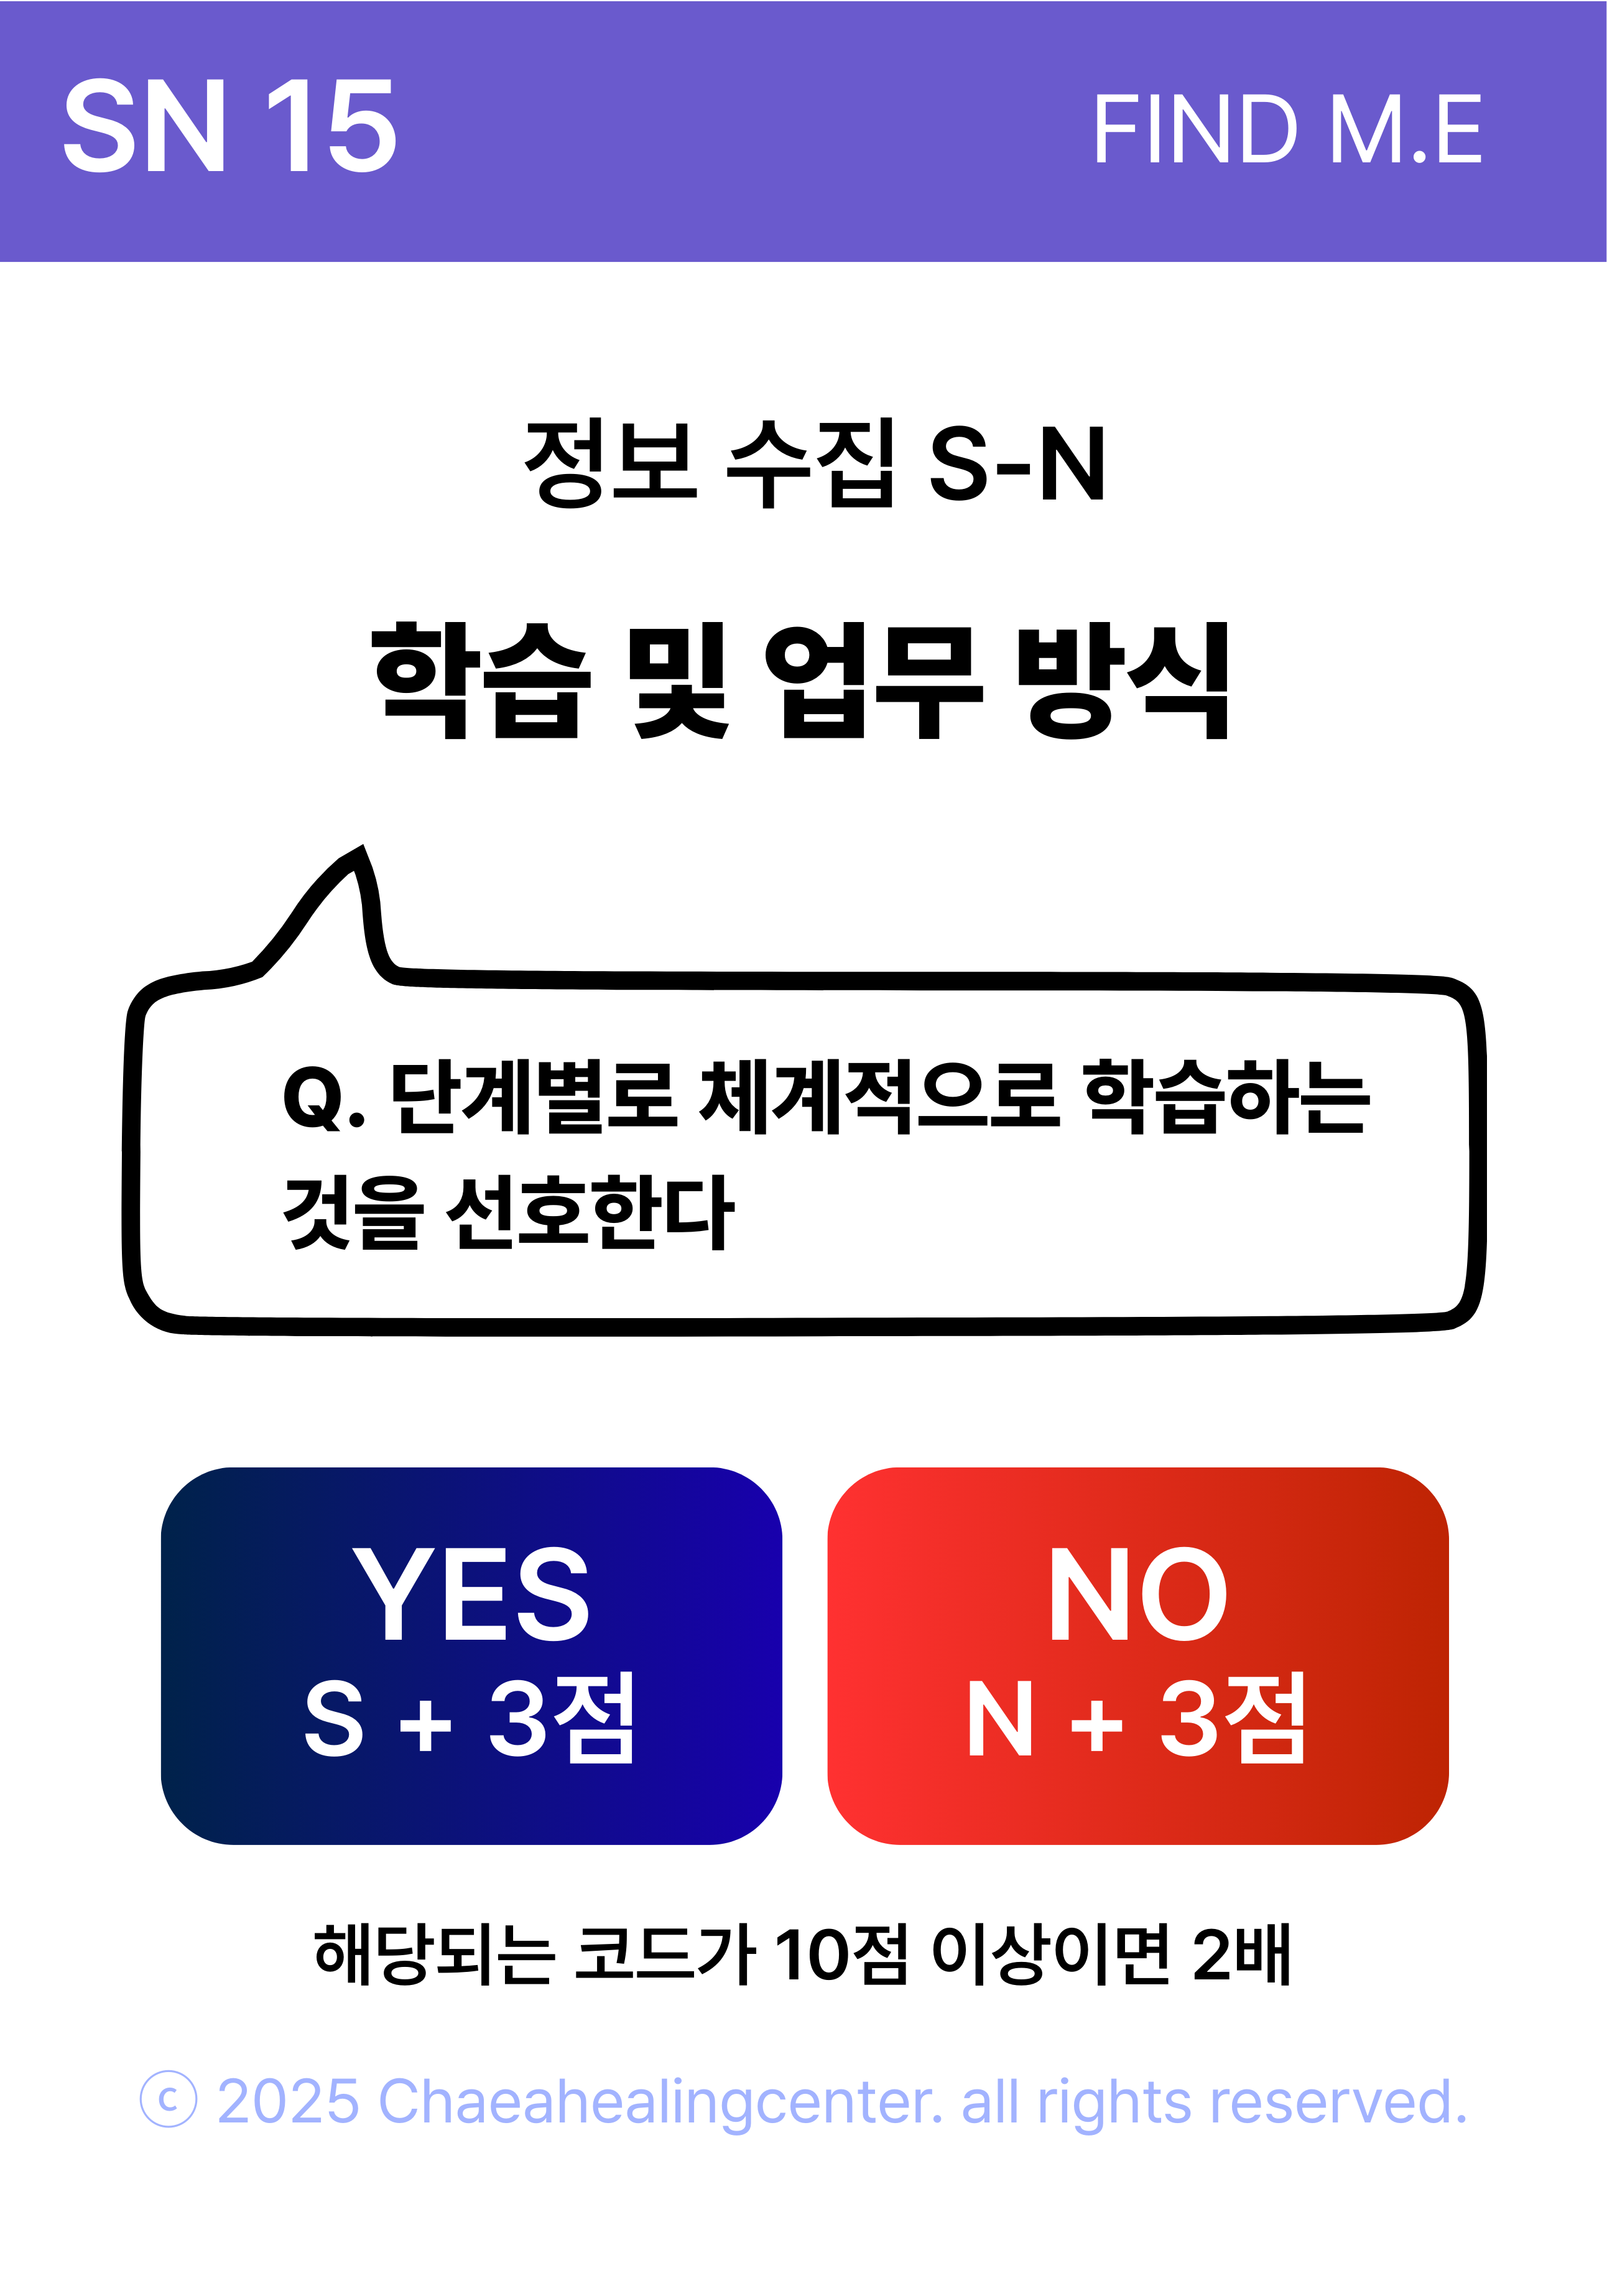 SN 15
FIND M.E
정보 수집 S-N
학습 및 업무 방식
Q. 단계별로 체계적으로 학습하는
것을 선호한다
YES
S + 3점
NO
N + 3점
해당되는 코드가 10점 이상이면 2배
ⓒ 2025 Chaeahealingcenter. all rights reserved.